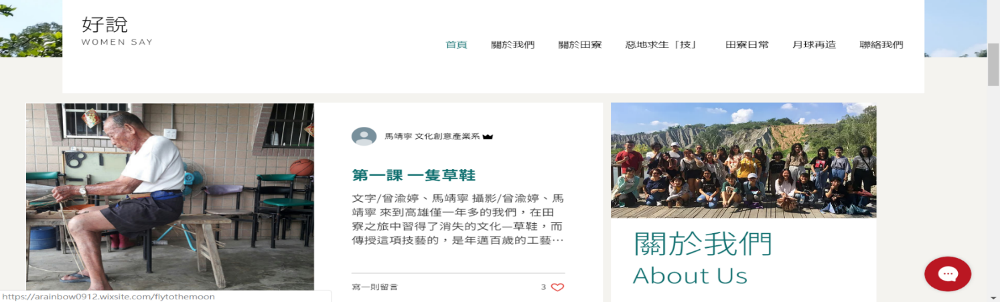 好說
WOMEN SAY
首頁 關於我們 關於田寮 惡地求生「技」 田寮日常 月球再造 聯絡我們
馬靖寧 文化創意產業系
第一課 一隻草鞋
文字/曾渝婷、馬靖寧 攝影/曾渝婷、馬
靖寧 來到高雄僅一年多的我們，在田
寮之旅中習得了消失的文化—草鞋，而
傳授這項技藝的，是年邁百歲的工藝…
寫一則留言
3
關於我們
About Us
https://arainbow0912.wixsite.com/flytothemoon